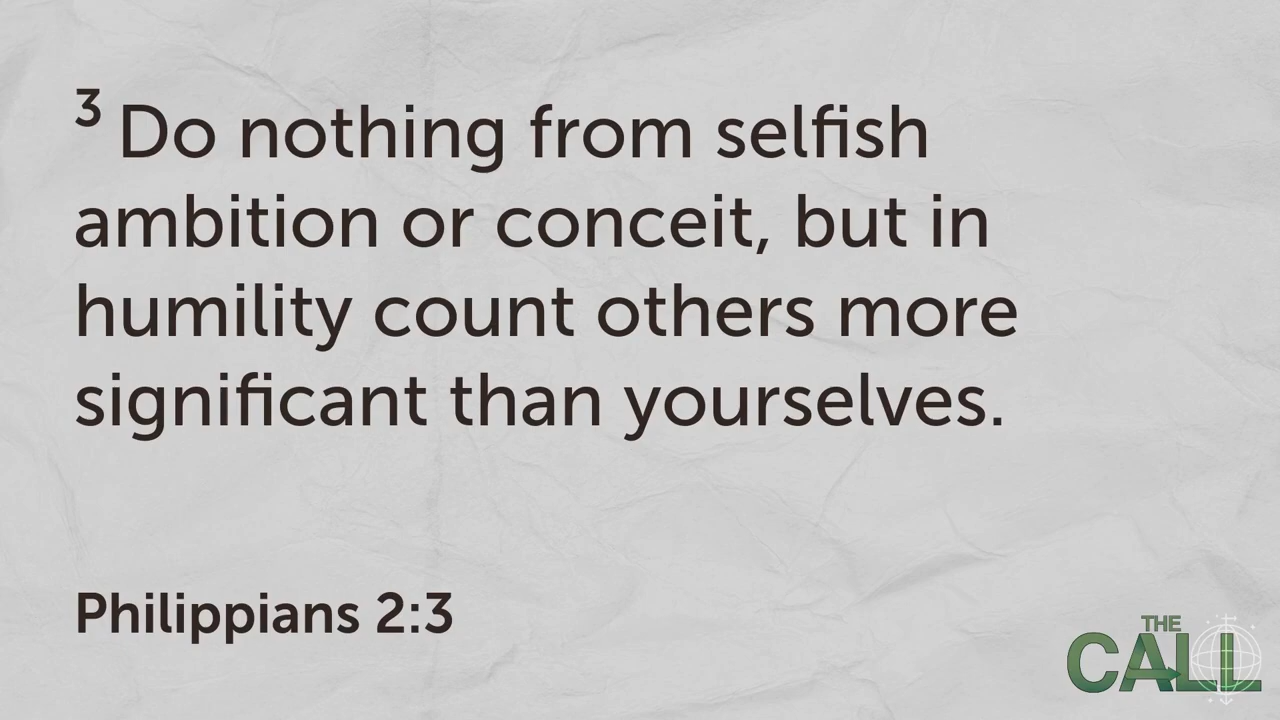 3 Do nothing from selfish
ambition or conceit, but in
humility count others more
significant than yourselves.
Philippians 2:3
THE
CALL